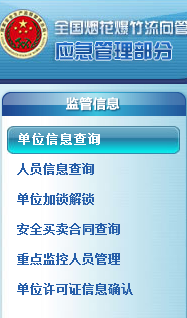 全国烟花爆竹流向管
应急管理部分
监管信息
单位信息查询
人员信息查询
单位加锁解锁
安全买卖合同查询
重点监控人员管理
单位许可证信息确认